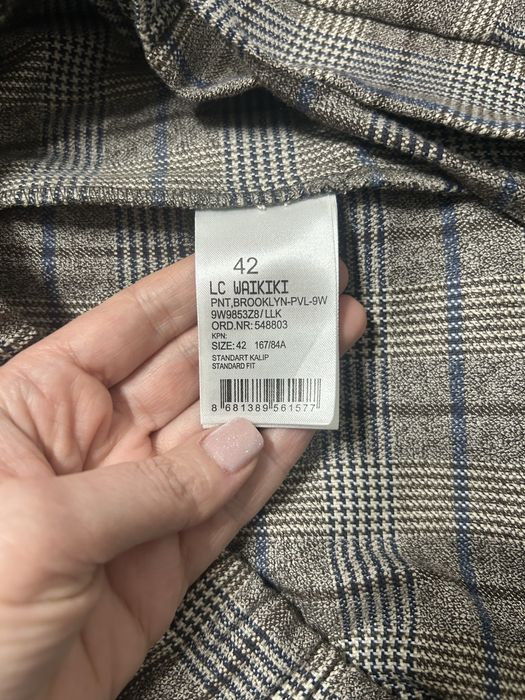 42
LC WAIKIKI
PNT,BROOKLYN-PVL-9W
9W9853Z8/LLK
ORD.NR: 548803
KPN:
SIZE: 42 167/84A
STANDART KALIP
STANDARD FIT
8 681389 561577